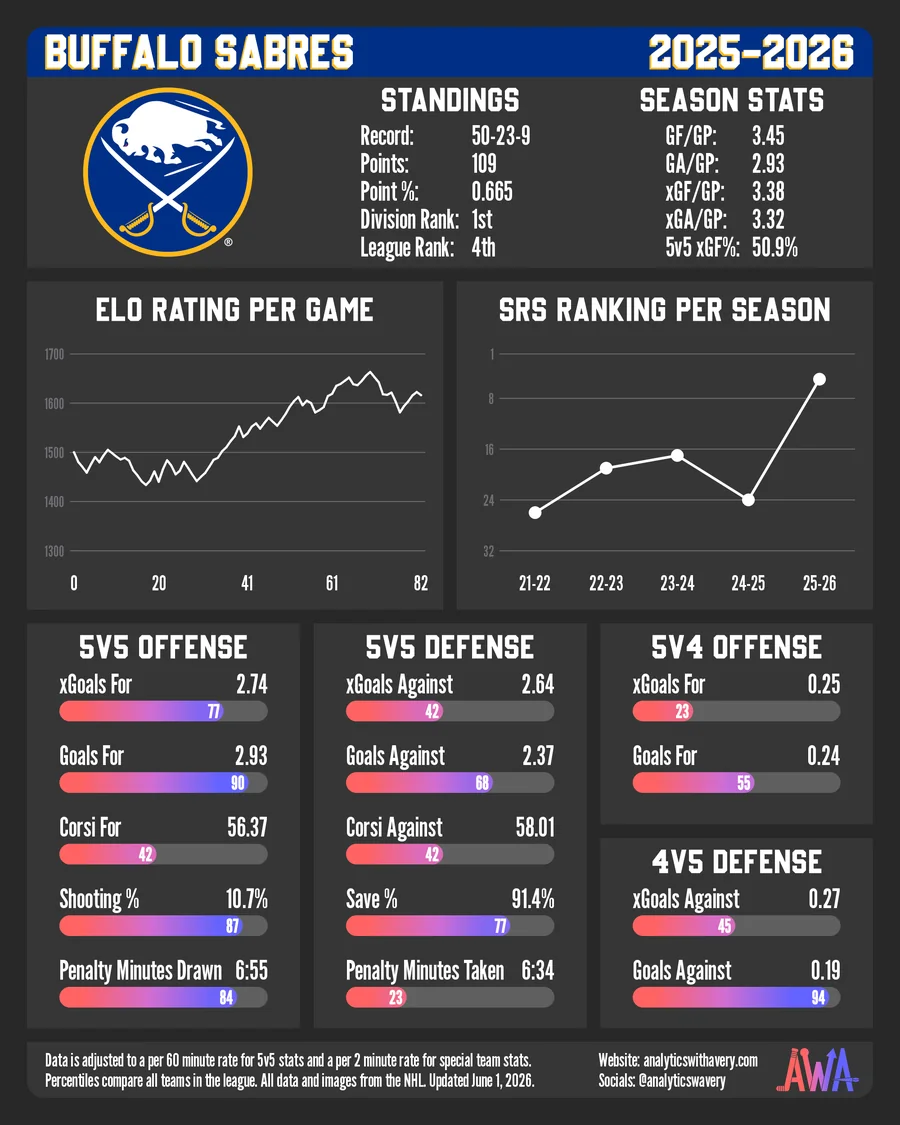 BUFFALO SABRES
2025-2026
STANDINGS
Record: 50-23-9
Points: 109
Point %: 0.665
Division Rank: 1st
League Rank: 4th
SEASON STATS
GF/GP: 3.45
GA/GP: 2.93
xGF/GP: 3.38
xGA/GP: 3.32
5v5 xGF%: 50.9%
®
ELO RATING PER GAME
1700
1600
1500
1400
1300
0 20 41 61 82
SRS RANKING PER SEASON
1
8
16
24
32
21-22 22-23 23-24 24-25 25-26
5V5 OFFENSE
xGoals For 2.74
77
Goals For 2.93
90
Corsi For 56.37
42
Shooting % 10.7%
87
Penalty Minutes Drawn 6:55
84
5V5 DEFENSE
xGoals Against 2.64
42
Goals Against 2.37
68
Corsi Against 58.01
42
Save % 91.4%
77
Penalty Minutes Taken 6:34
23
5V4 OFFENSE
xGoals For 0.25
23
Goals For 0.24
55
4V5 DEFENSE
xGoals Against 0.27
45
Goals Against 0.19
94
Data is adjusted to a per 60 minute rate for 5v5 stats and a per 2 minute rate for special team stats.
Percentiles compare all teams in the league. All data and images from the NHL. Updated June 1, 2026.
Website: analyticswithavery.com
Socials: @analyticswavery
AWA